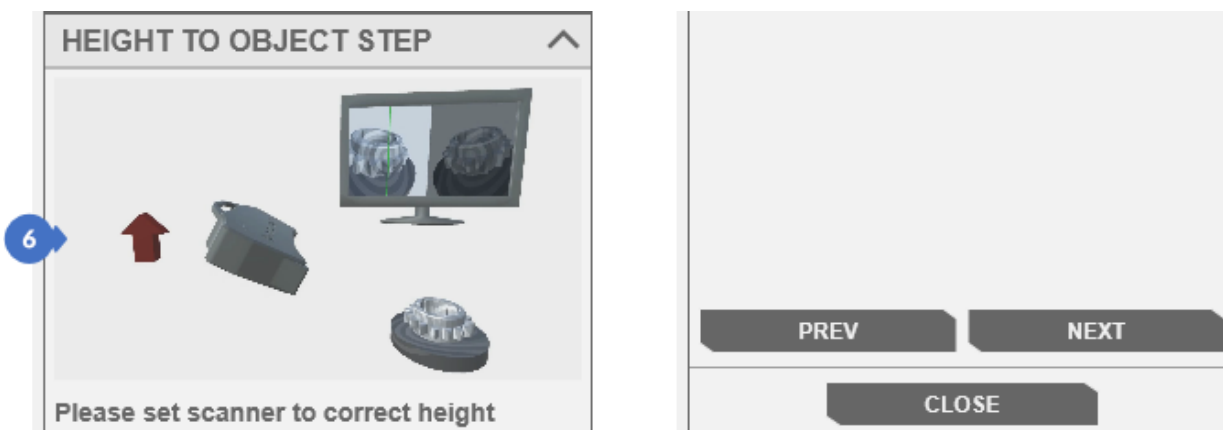 HEIGHT TO OBJECT STEP
6
Please set scanner to correct height
PREV NEXT
CLOSE